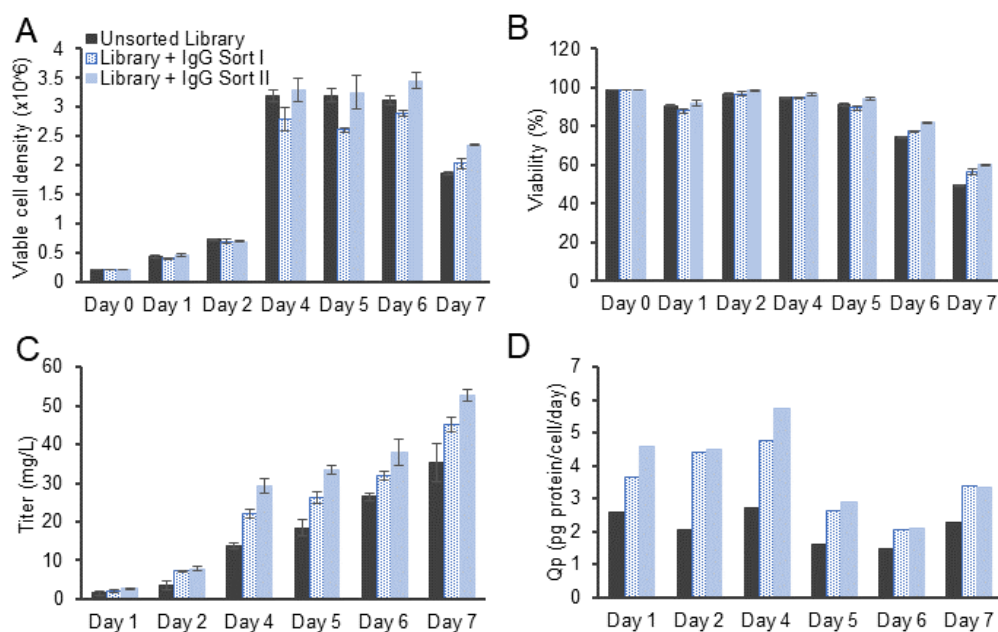 A
Unsorted Library
Library + IgG Sort I
Library + IgG Sort II
Viable cell density (x10^6)
4
3.5
3
2.5
2
1.5
1
0.5
0
Day 0 Day 1 Day 2 Day 4 Day 5 Day 6 Day 7
B
Viability (%)
120
100
80
60
40
20
0
Day 0 Day 1 Day 2 Day 4 Day 5 Day 6 Day 7
C
Titer (mg/L)
60
50
40
30
20
10
0
Day 1 Day 2 Day 4 Day 5 Day 6 Day 7
D
Qp (pg protein/cell/day)
7
6
5
4
3
2
1
0
Day 1 Day 2 Day 4 Day 5 Day 6 Day 7